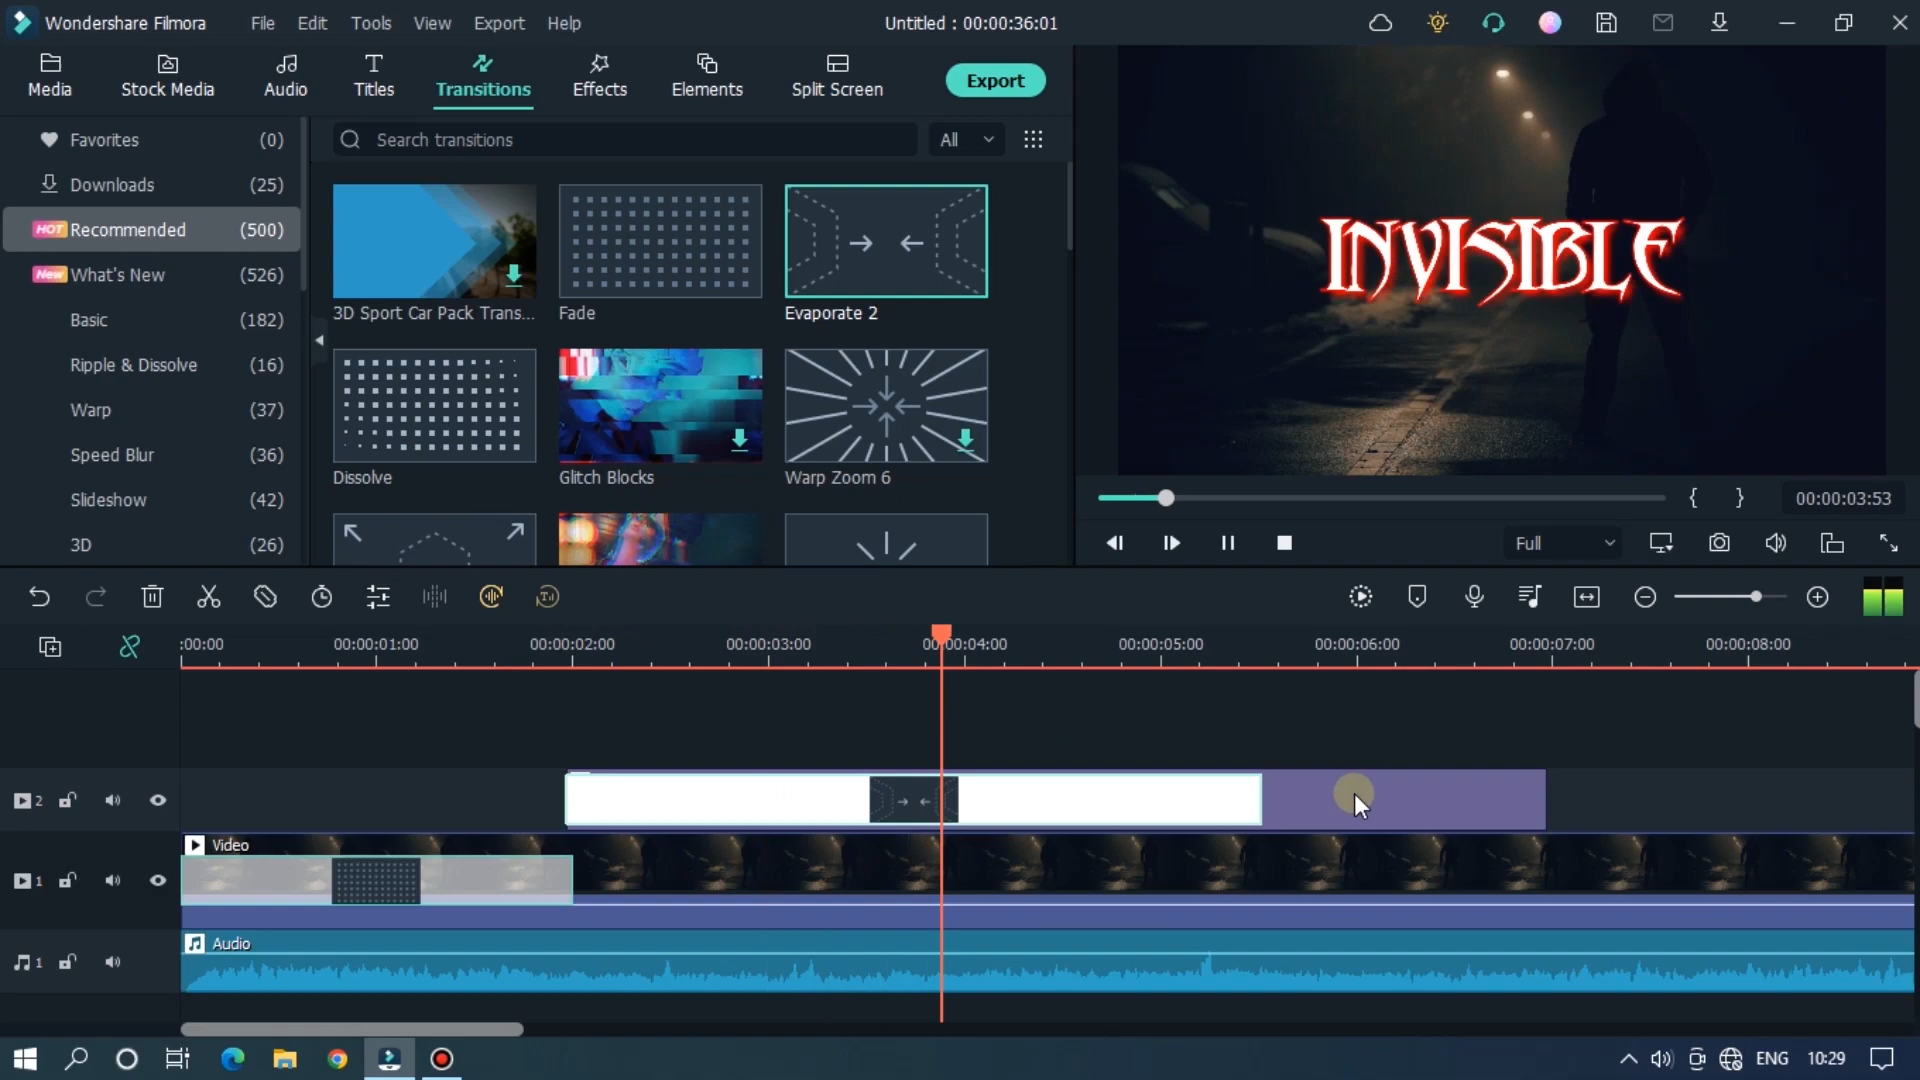 Wondershare Filmora File Edit Tools View Export Help Untitled : 00:00:36:01
Media Stock Media Audio Titles Transitions Effects Elements Split Screen Export
Favorites (0)
Downloads (25)
HOT Recommended (500)
New What's New (526)
Basic (182)
Ripple & Dissolve (16)
Warp (37)
Speed Blur (36)
Slideshow (42)
3D (26)
Search transitions All
3D Sport Car Pack Trans... Fade Evaporate 2
Dissolve Glitch Blocks Warp Zoom 6
INVISIBLE
{ } 00:00:03:53
Full
:00:00 00:00:01:00 00:00:02:00 00:00:03:00 00:00:04:00 00:00:05:00 00:00:06:00 00:00:07:00 00:00:08:00
2
Video
1
Audio
1
ENG 10:29